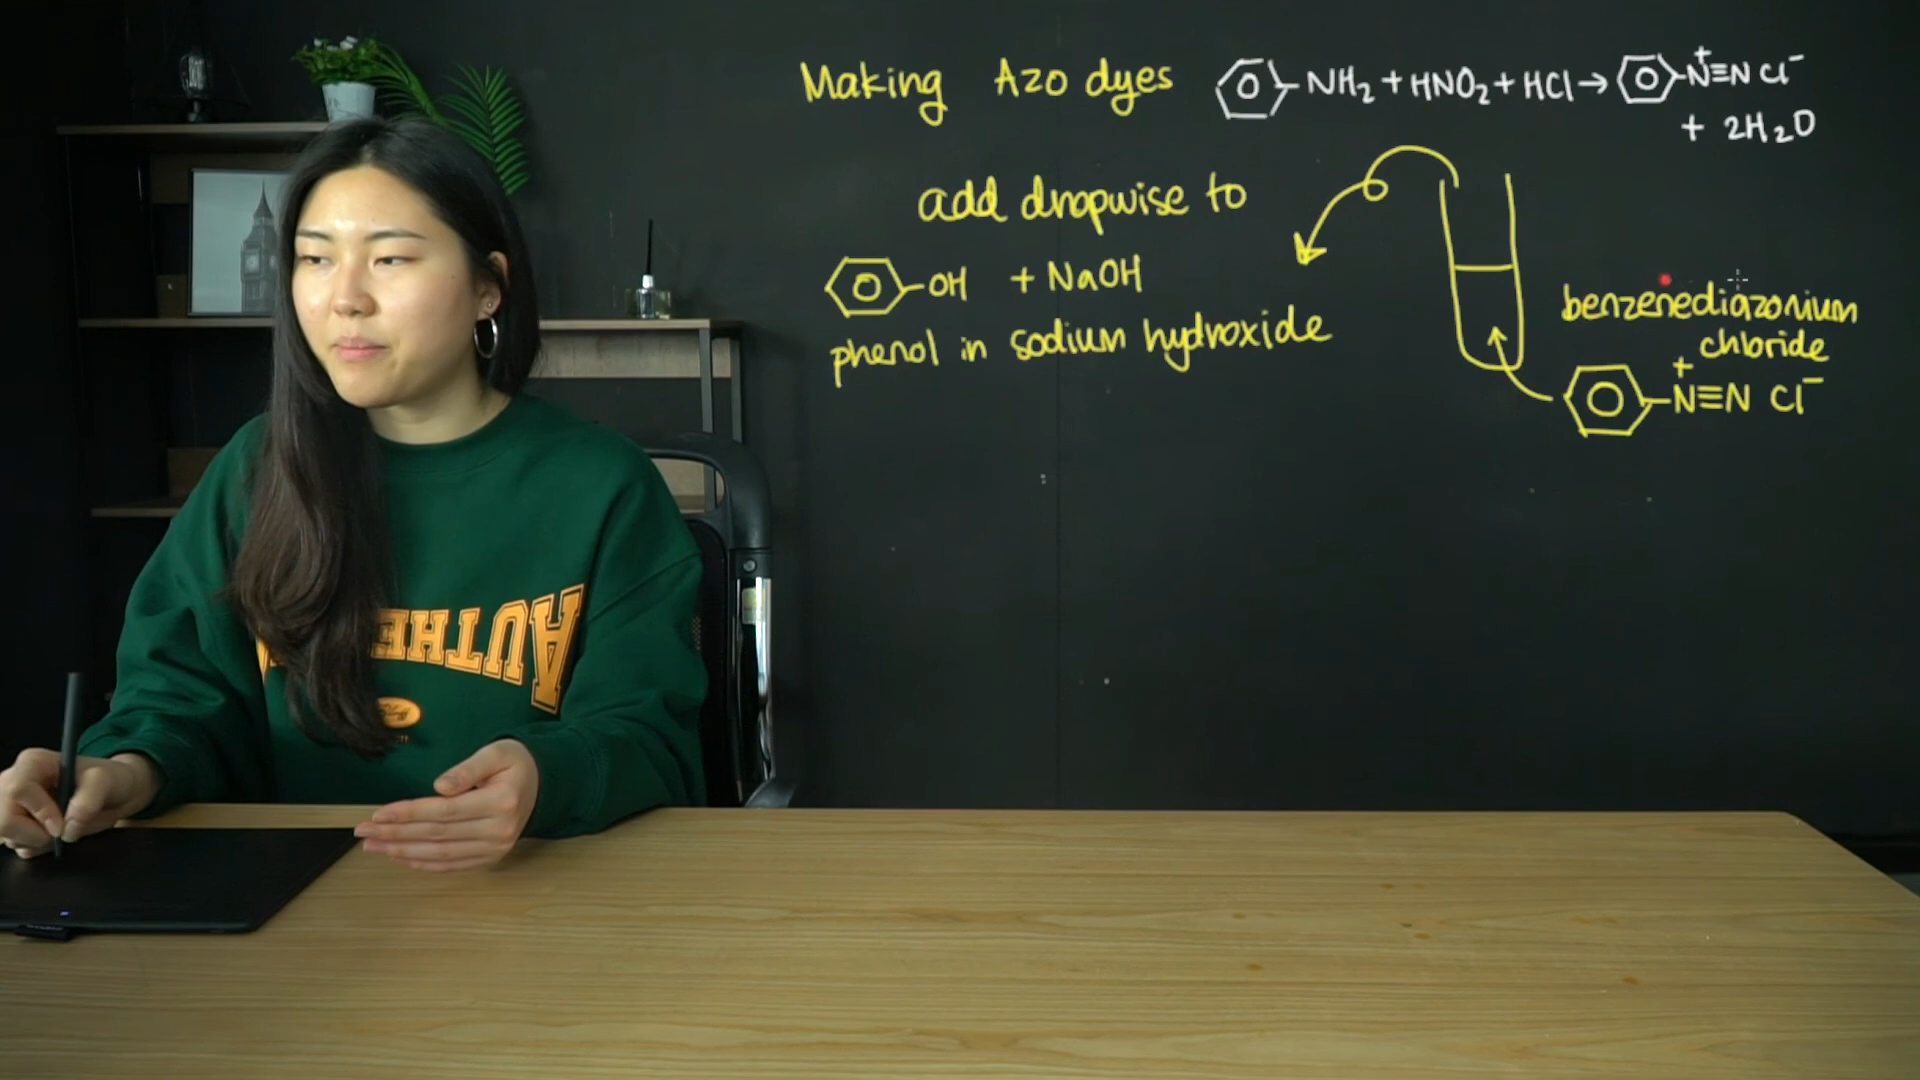 Making Azo dyes
⌬-NH₂ + HNO₂ + HCl → ⌬-N⁺≡N Cl⁻
+ 2H₂O
add dropwise to
⌬-OH + NaOH
phenol in sodium hydroxide
benzenediazonium
chloride
⌬-N⁺≡N Cl⁻
AUTHE